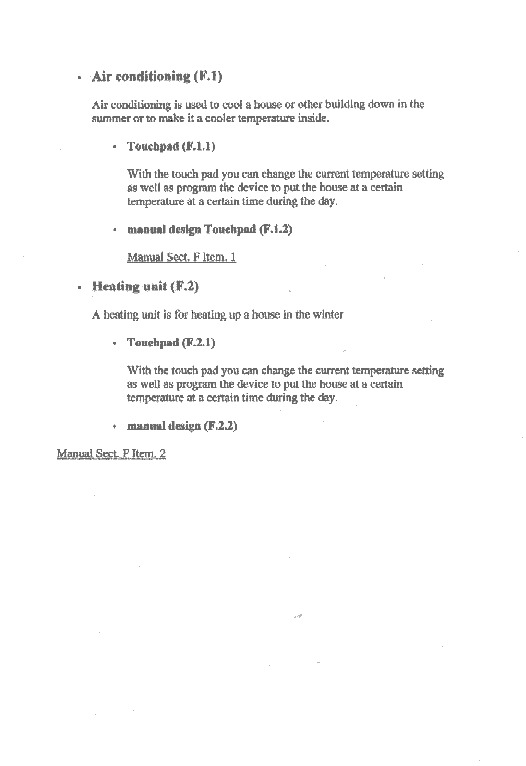 • Air conditioning (F.1)
Air conditioning is used to cool a house or other building down in the
summer or to make it a cooler temperature inside.
• Touchpad (F.1.1)
With the touch pad you can change the current temperature setting
as well as program the device to put the house at a certain
temperature at a certain time during the day.
• manual design Touchpad (F.1.2)
Manual Sect. F Item. 1
• Heating unit (F.2)
A heating unit is for heating up a house in the winter
• Touchpad (F.2.1)
With the touch pad you can change the current temperature setting
as well as program the device to put the house at a certain
temperature at a certain time during the day.
• manual design (F.2.2)
Manual Sect. F Item. 2